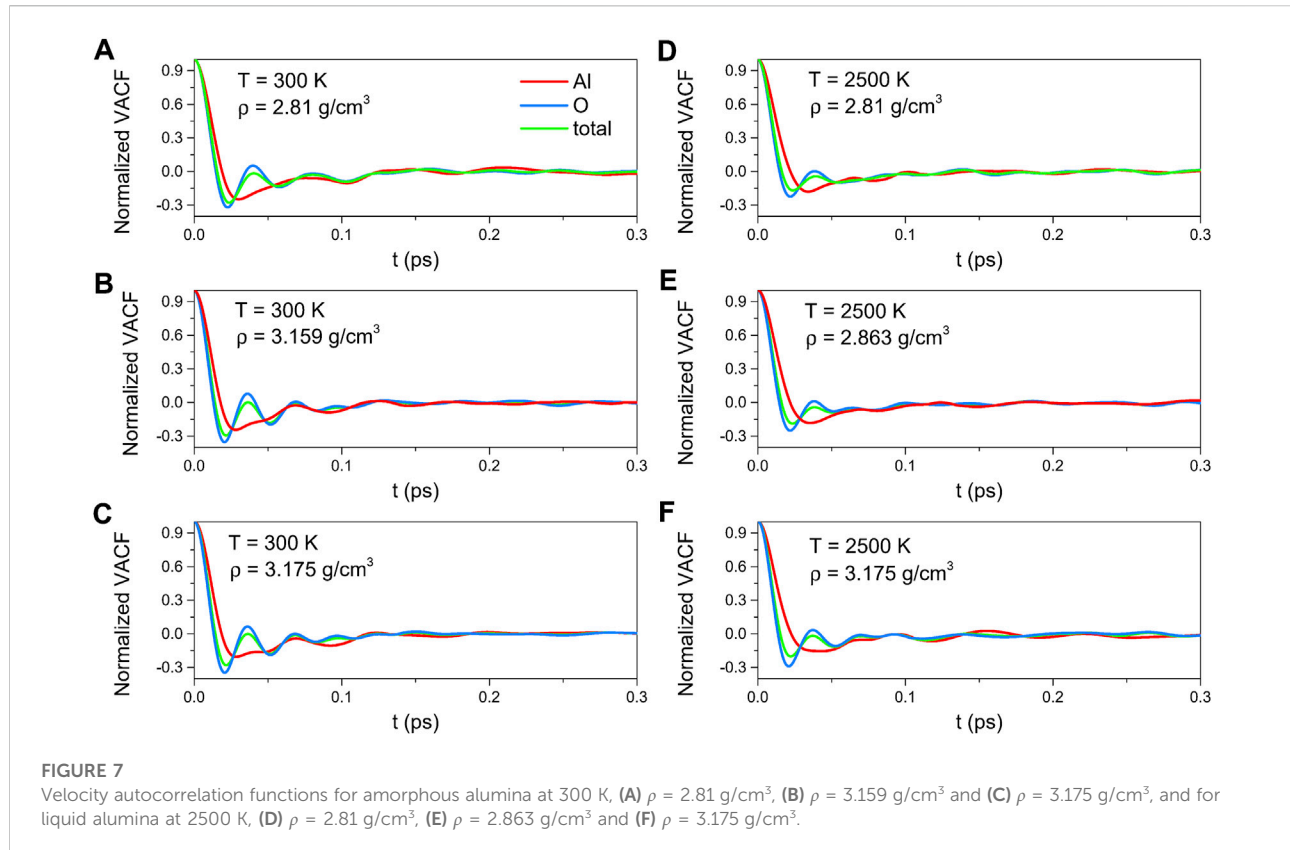 A
T = 300 K
ρ = 2.81 g/cm³
Al
O
total
Normalized VACF
0.9
0.6
0.3
0.0
-0.3
0.0
0.1
0.2
0.3
t (ps)
D
T = 2500 K
ρ = 2.81 g/cm³
Normalized VACF
0.9
0.6
0.3
0.0
-0.3
0.0
0.1
0.2
0.3
t (ps)
B
T = 300 K
ρ = 3.159 g/cm³
Normalized VACF
0.9
0.6
0.3
0.0
-0.3
0.0
0.1
0.2
0.3
t (ps)
E
T = 2500 K
ρ = 2.863 g/cm³
Normalized VACF
0.9
0.6
0.3
0.0
-0.3
0.0
0.1
0.2
0.3
t (ps)
C
T = 300 K
ρ = 3.175 g/cm³
Normalized VACF
0.9
0.6
0.3
0.0
-0.3
0.0
0.1
0.2
0.3
t (ps)
F
T = 2500 K
ρ = 3.175 g/cm³
Normalized VACF
0.9
0.6
0.3
0.0
-0.3
0.0
0.1
0.2
0.3
t (ps)
FIGURE 7
Velocity autocorrelation functions for amorphous alumina at 300 K, (A) ρ = 2.81 g/cm³, (B) ρ = 3.159 g/cm³ and (C) ρ = 3.175 g/cm³, and for
liquid alumina at 2500 K, (D) ρ = 2.81 g/cm³, (E) ρ = 2.863 g/cm³ and (F) ρ = 3.175 g/cm³.